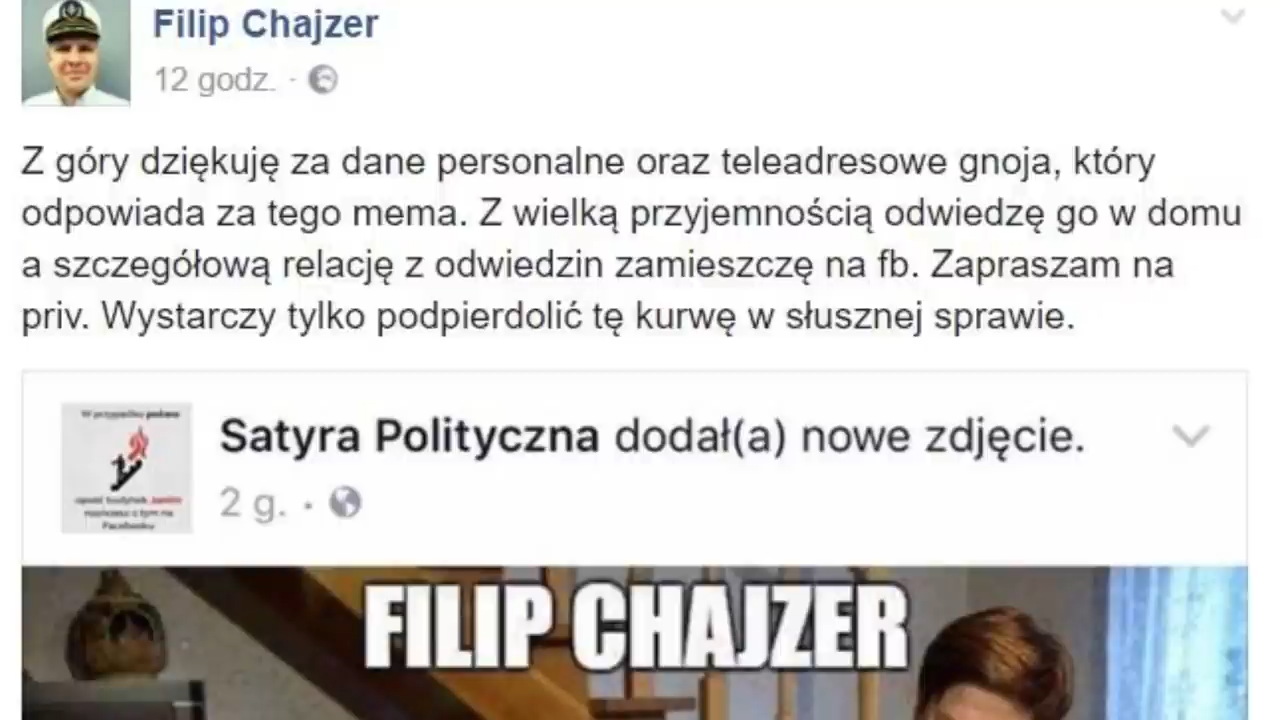 Filip Chajzer
12 godz. ·
Z góry dziękuję za dane personalne oraz teleadresowe gnoja, który
odpowiada za tego mema. Z wielką przyjemnością odwiedzę go w domu
a szczegółową relację z odwiedzin zamieszczę na fb. Zapraszam na
priv. Wystarczy tylko podpierdolić tę kurwę w słusznej sprawie.
W przypadku
Satyra Polityczna dodał(a) nowe zdjęcie.
2 g. ·
Facebooku
FILIP CHAJZER